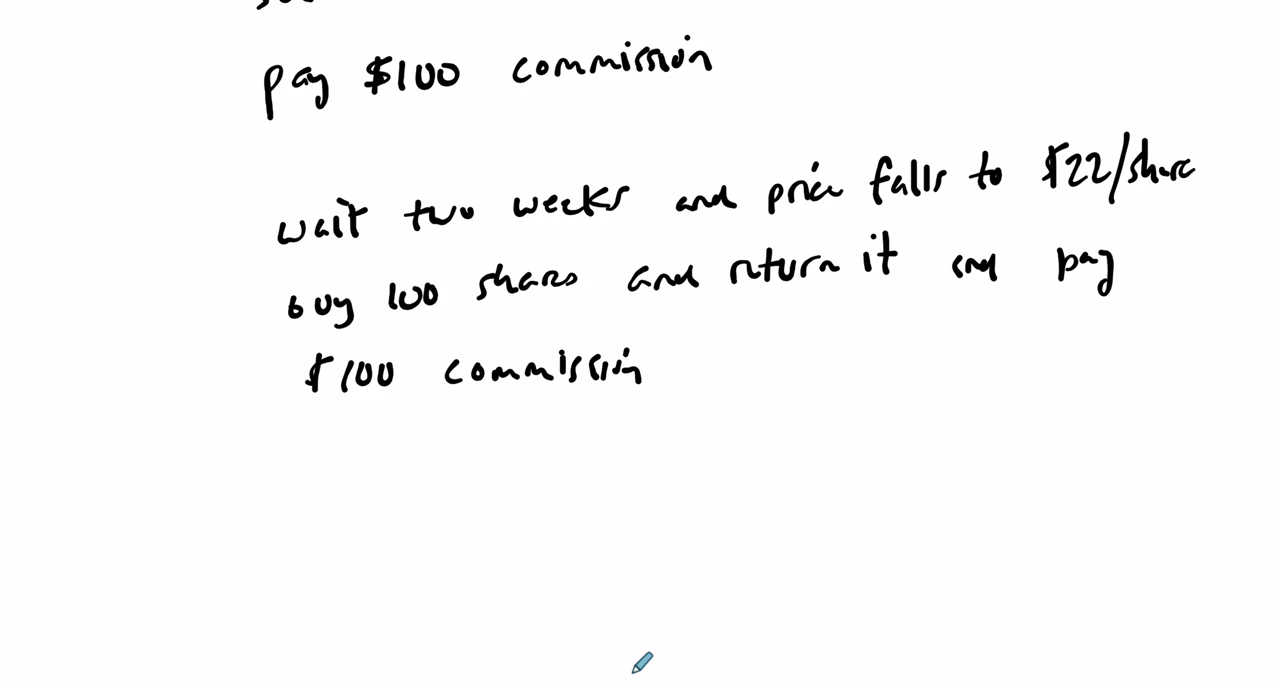 pay $100 commission
wait two weeks and price falls to $22/share
buy 100 shares and return it and pay
$100 commission